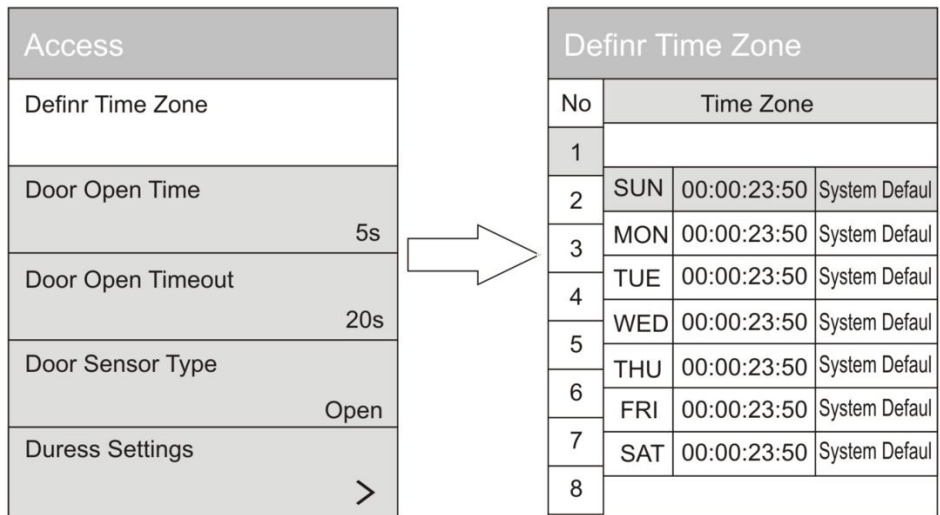 Access
Definr Time Zone
Door Open Time
5s
Door Open Timeout
20s
Door Sensor Type
Open
Duress Settings
>
Definr Time Zone
No Time Zone
1
2
3
4
5
6
7
8
SUN 00:00:23:50 System Defaul
MON 00:00:23:50 System Defaul
TUE 00:00:23:50 System Defaul
WED 00:00:23:50 System Defaul
THU 00:00:23:50 System Defaul
FRI 00:00:23:50 System Defaul
SAT 00:00:23:50 System Defaul